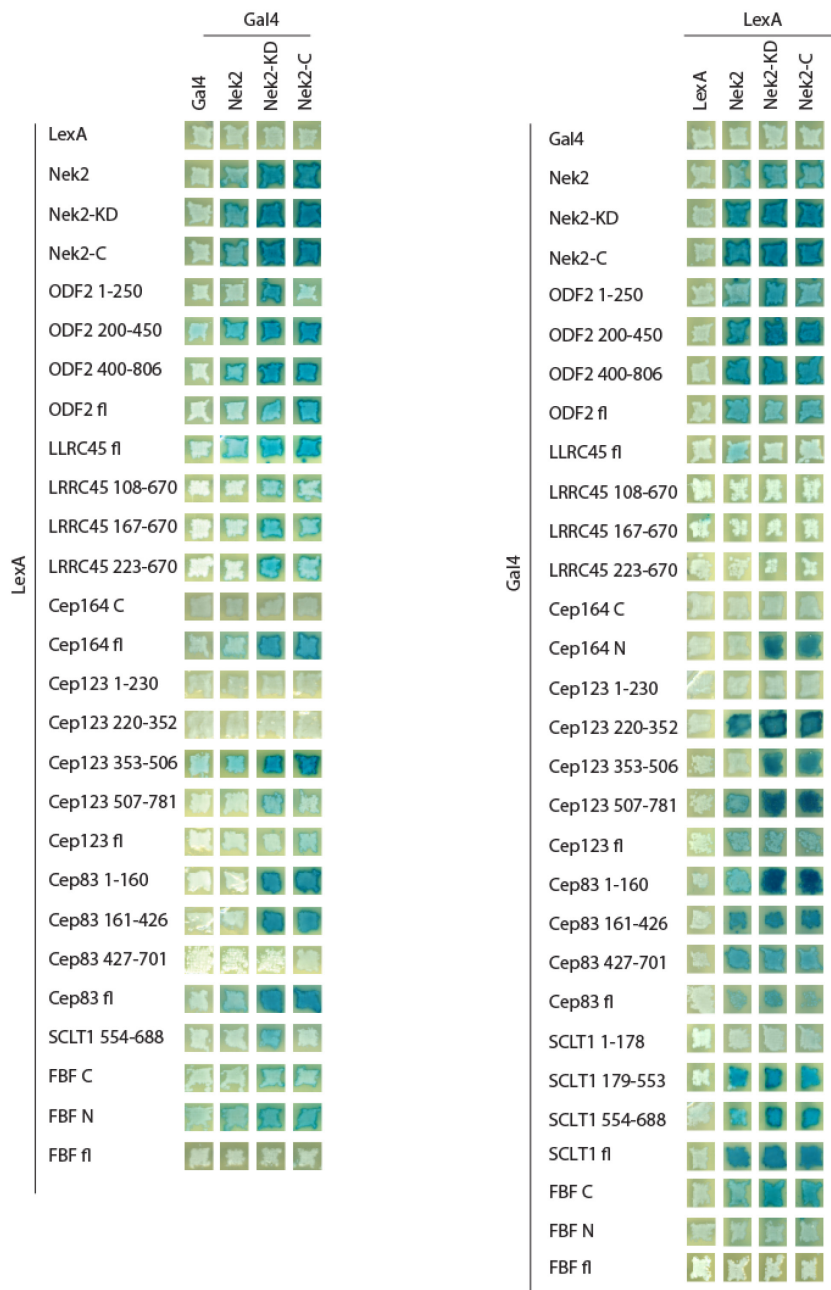 Gal4
Gal4
Nek2
Nek2-KD
Nek2-C
LexA
LexA
Nek2
Nek2-KD
Nek2-C
ODF2 1-250
ODF2 200-450
ODF2 400-806
ODF2 fl
LLRC45 fl
LRRC45 108-670
LRRC45 167-670
LRRC45 223-670
Cep164 C
Cep164 fl
Cep123 1-230
Cep123 220-352
Cep123 353-506
Cep123 507-781
Cep123 fl
Cep83 1-160
Cep83 161-426
Cep83 427-701
Cep83 fl
SCLT1 554-688
FBF C
FBF N
FBF fl
LexA
LexA
Nek2
Nek2-KD
Nek2-C
Gal4
Gal4
Nek2
Nek2-KD
Nek2-C
ODF2 1-250
ODF2 200-450
ODF2 400-806
ODF2 fl
LLRC45 fl
LRRC45 108-670
LRRC45 167-670
LRRC45 223-670
Cep164 C
Cep164 N
Cep123 1-230
Cep123 220-352
Cep123 353-506
Cep123 507-781
Cep123 fl
Cep83 1-160
Cep83 161-426
Cep83 427-701
Cep83 fl
SCLT1 1-178
SCLT1 179-553
SCLT1 554-688
SCLT1 fl
FBF C
FBF N
FBF fl